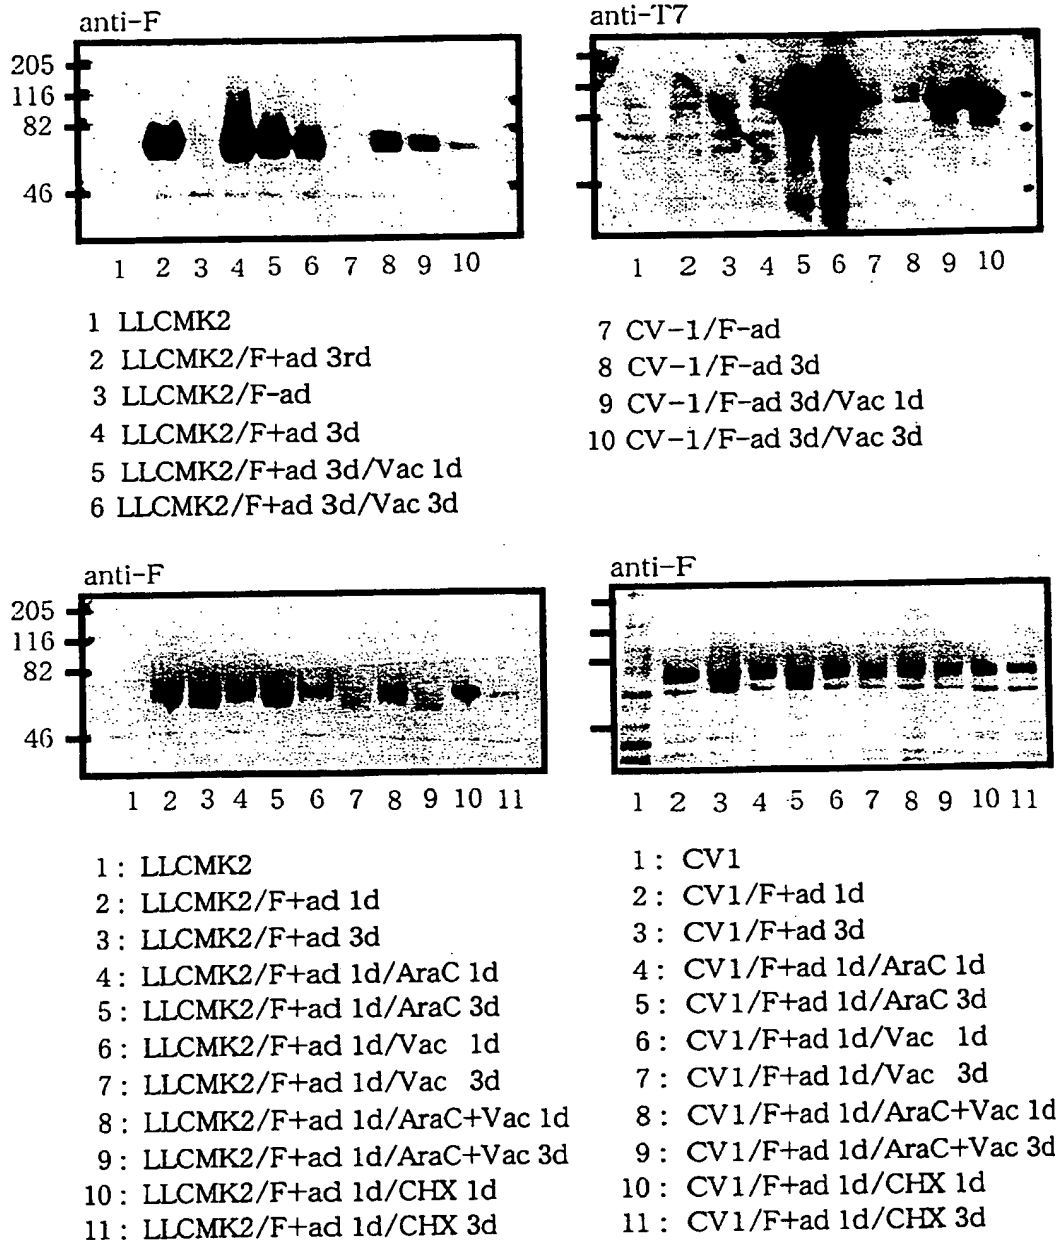 anti-F
205
116
82
46
1 2 3 4 5 6 7 8 9 10
anti-T7
1 2 3 4 5 6 7 8 9 10
1 LLCMK2
2 LLCMK2/F+ad 3rd
3 LLCMK2/F-ad
4 LLCMK2/F+ad 3d
5 LLCMK2/F+ad 3d/Vac 1d
6 LLCMK2/F+ad 3d/Vac 3d
7 CV-1/F-ad
8 CV-1/F-ad 3d
9 CV-1/F-ad 3d/Vac 1d
10 CV-1/F-ad 3d/Vac 3d
anti-F
205
116
82
46
1 2 3 4 5 6 7 8 9 10 11
anti-F
1 2 3 4 5 6 7 8 9 10 11
1 : LLCMK2
2 : LLCMK2/F+ad 1d
3 : LLCMK2/F+ad 3d
4 : LLCMK2/F+ad 1d/AraC 1d
5 : LLCMK2/F+ad 1d/AraC 3d
6 : LLCMK2/F+ad 1d/Vac 1d
7 : LLCMK2/F+ad 1d/Vac 3d
8 : LLCMK2/F+ad 1d/AraC+Vac 1d
9 : LLCMK2/F+ad 1d/AraC+Vac 3d
10 : LLCMK2/F+ad 1d/CHX 1d
11 : LLCMK2/F+ad 1d/CHX 3d
1 : CV1
2 : CV1/F+ad 1d
3 : CV1/F+ad 3d
4 : CV1/F+ad 1d/AraC 1d
5 : CV1/F+ad 1d/AraC 3d
6 : CV1/F+ad 1d/Vac 1d
7 : CV1/F+ad 1d/Vac 3d
8 : CV1/F+ad 1d/AraC+Vac 1d
9 : CV1/F+ad 1d/AraC+Vac 3d
10 : CV1/F+ad 1d/CHX 1d
11 : CV1/F+ad 1d/CHX 3d